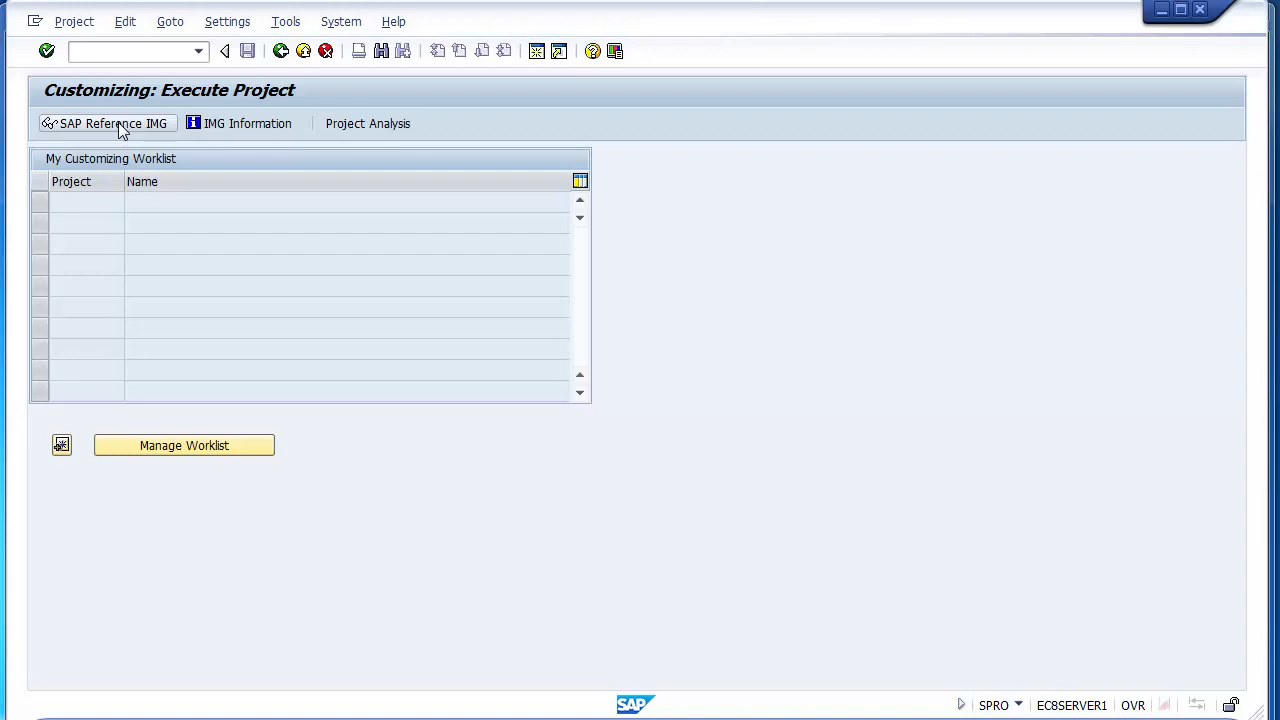 Project Edit Goto Settings Tools System Help
Customizing: Execute Project
SAP Reference IMG IMG Information Project Analysis
My Customizing Worklist
Project Name
Manage Worklist
SAP SPRO EC8SERVER1 OVR